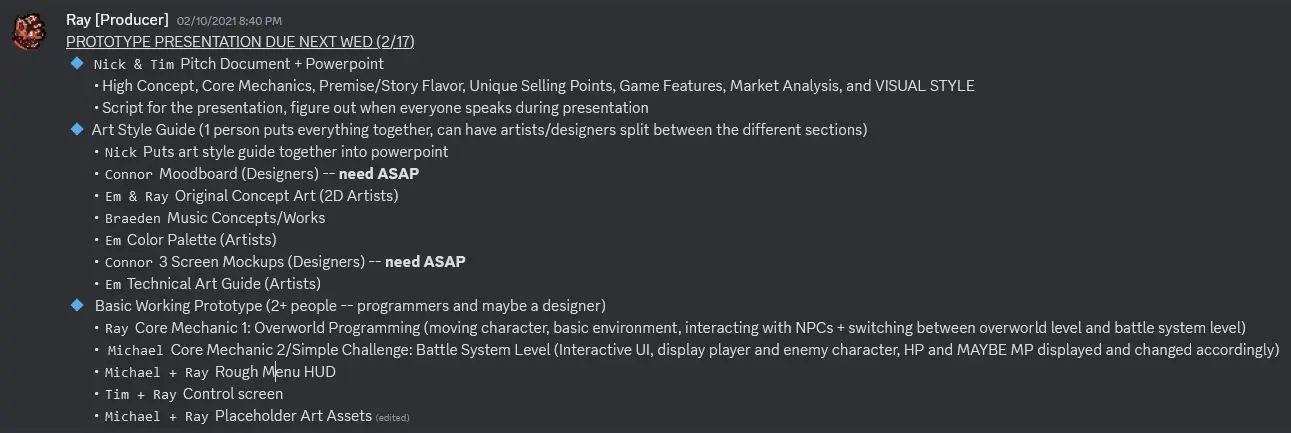 Ray [Producer] 02/10/2021 8:40 PM
PROTOTYPE PRESENTATION DUE NEXT WED (2/17)
🔷 Nick & Tim Pitch Document + Powerpoint
• High Concept, Core Mechanics, Premise/Story Flavor, Unique Selling Points, Game Features, Market Analysis, and VISUAL STYLE
• Script for the presentation, figure out when everyone speaks during presentation
🔷 Art Style Guide (1 person puts everything together, can have artists/designers split between the different sections)
• Nick Puts art style guide together into powerpoint
• Connor Moodboard (Designers) -- need ASAP
• Em & Ray Original Concept Art (2D Artists)
• Braeden Music Concepts/Works
• Em Color Palette (Artists)
• Connor 3 Screen Mockups (Designers) -- need ASAP
• Em Technical Art Guide (Artists)
🔷 Basic Working Prototype (2+ people -- programmers and maybe a designer)
• Ray Core Mechanic 1: Overworld Programming (moving character, basic environment, interacting with NPCs + switching between overworld level and battle system level)
• Michael Core Mechanic 2/Simple Challenge: Battle System Level (Interactive UI, display player and enemy character, HP and MAYBE MP displayed and changed accordingly)
• Michael + Ray Rough Menu HUD
• Tim + Ray Control screen
• Michael + Ray Placeholder Art Assets (edited)